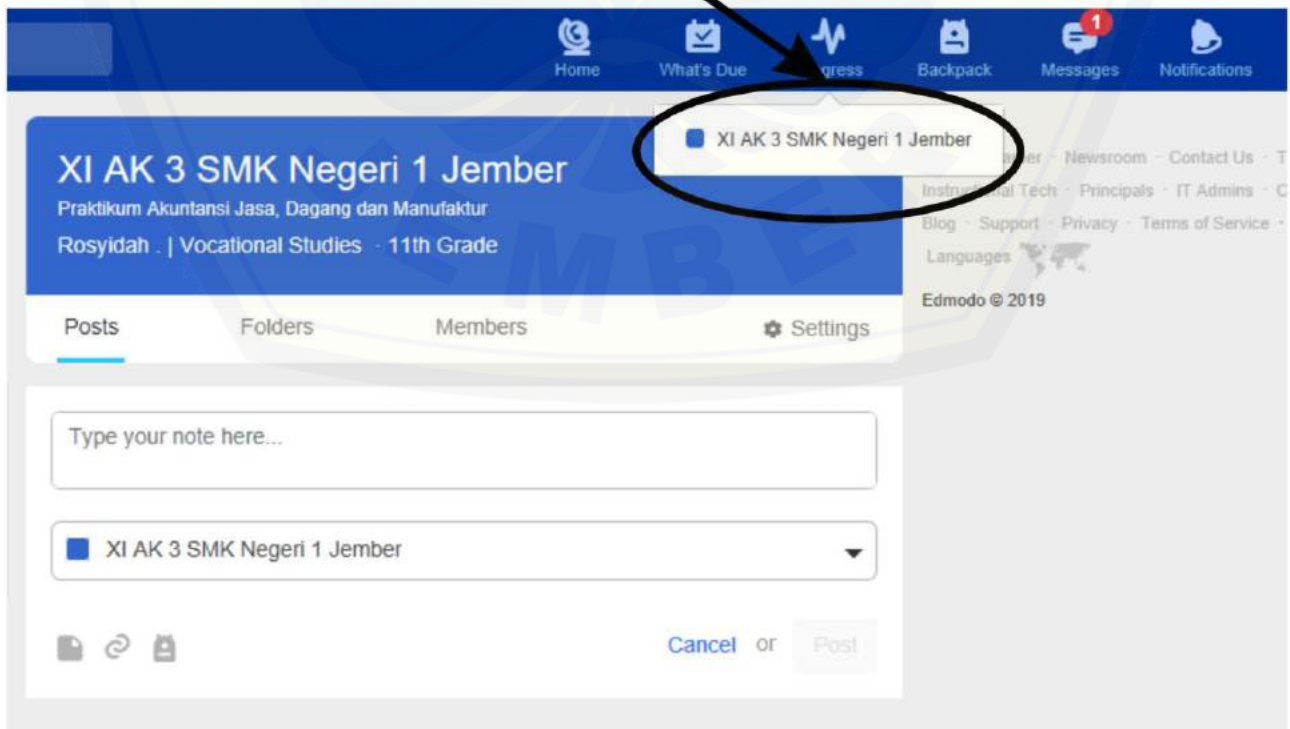 Home What's Due gress Backpack 1 Messages Notifications
XI AK 3 SMK Negeri 1 Jember
XI AK 3 SMK Negeri 1 Jember
Praktikum Akuntansi Jasa, Dagang dan Manufaktur
Rosyidah . | Vocational Studies · 11th Grade
Posts Folders Members Settings
Type your note here...
XI AK 3 SMK Negeri 1 Jember
Cancel or Post
Newsroom · Contact Us ·
Tech · Principals · IT Admins ·
Blog · Support · Privacy · Terms of Service ·
Languages
Edmodo © 2019
EMBER